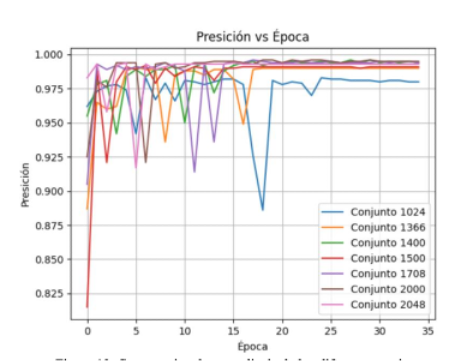 Presición vs Época
1.000
0.975
0.950
0.925
0.900
0.875
0.850
0.825
Presición
Conjunto 1024
Conjunto 1366
Conjunto 1400
Conjunto 1500
Conjunto 1708
Conjunto 2000
Conjunto 2048
0 5 10 15 20 25 30 35
Época